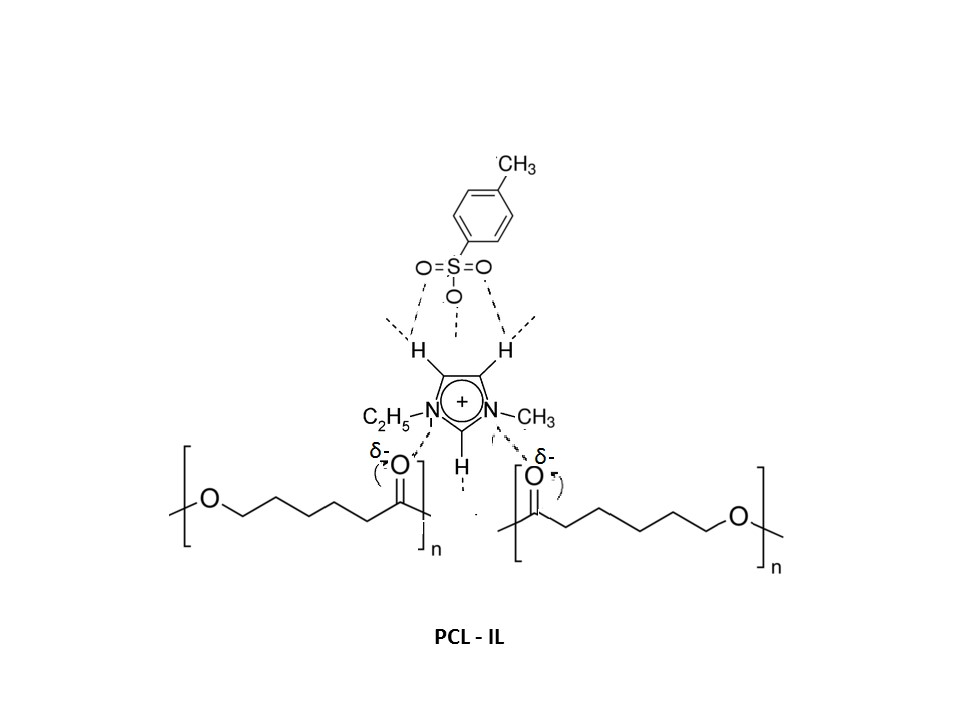 CH3
O=S=O
O
H H
+
C2H5 N N CH3
δ- δ-
O H O
O O
n n
PCL - IL